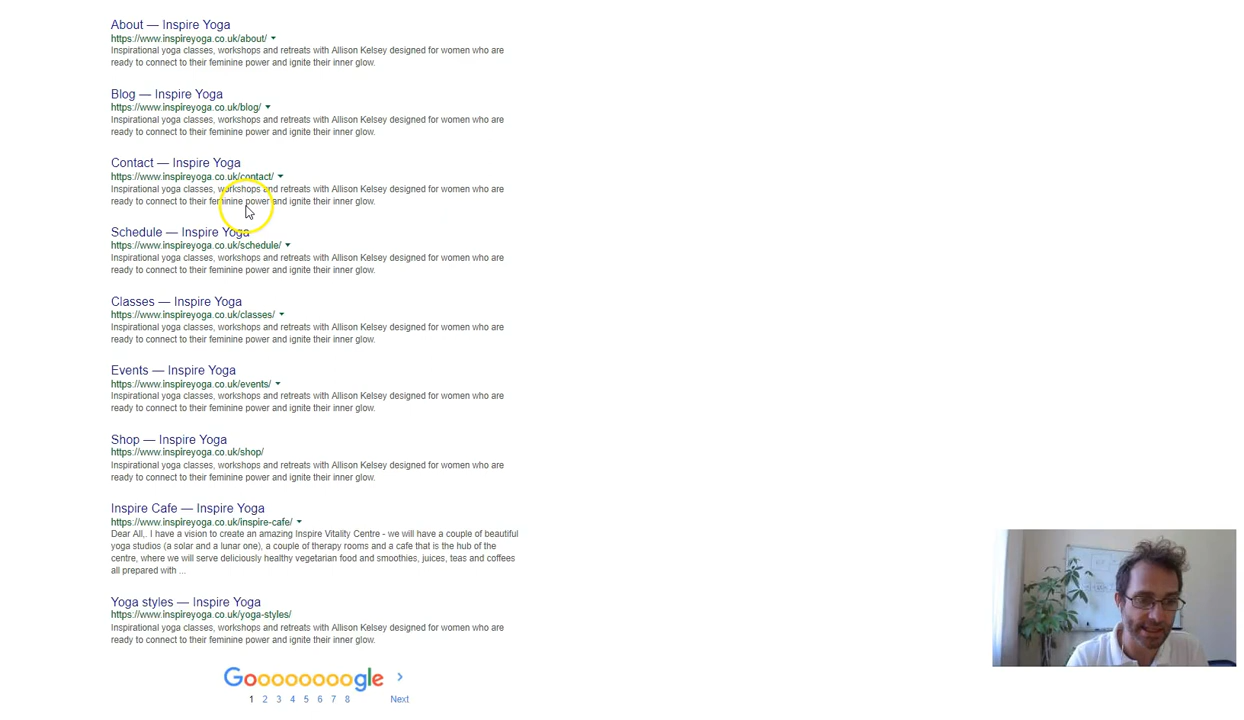 About — Inspire Yoga
https://www.inspireyoga.co.uk/about/
Inspirational yoga classes, workshops and retreats with Allison Kelsey designed for women who are
ready to connect to their feminine power and ignite their inner glow.
Blog — Inspire Yoga
https://www.inspireyoga.co.uk/blog/
Inspirational yoga classes, workshops and retreats with Allison Kelsey designed for women who are
ready to connect to their feminine power and ignite their inner glow.
Contact — Inspire Yoga
https://www.inspireyoga.co.uk/contact/
Inspirational yoga classes, workshops and retreats with Allison Kelsey designed for women who are
ready to connect to their feminine power and ignite their inner glow.
Schedule — Inspire Yoga
https://www.inspireyoga.co.uk/schedule/
Inspirational yoga classes, workshops and retreats with Allison Kelsey designed for women who are
ready to connect to their feminine power and ignite their inner glow.
Classes — Inspire Yoga
https://www.inspireyoga.co.uk/classes/
Inspirational yoga classes, workshops and retreats with Allison Kelsey designed for women who are
ready to connect to their feminine power and ignite their inner glow.
Events — Inspire Yoga
https://www.inspireyoga.co.uk/events/
Inspirational yoga classes, workshops and retreats with Allison Kelsey designed for women who are
ready to connect to their feminine power and ignite their inner glow.
Shop — Inspire Yoga
https://www.inspireyoga.co.uk/shop/
Inspirational yoga classes, workshops and retreats with Allison Kelsey designed for women who are
ready to connect to their feminine power and ignite their inner glow.
Inspire Cafe — Inspire Yoga
https://www.inspireyoga.co.uk/inspire-cafe/
Dear All,. I have a vision to create an amazing Inspire Vitality Centre - we will have a couple of beautiful
yoga studios (a solar and a lunar one), a couple of therapy rooms and a cafe that is the hub of the
centre, where we will serve deliciously healthy vegetarian food and smoothies, juices, teas and coffees
all prepared with ...
Yoga styles — Inspire Yoga
https://www.inspireyoga.co.uk/yoga-styles/
Inspirational yoga classes, workshops and retreats with Allison Kelsey designed for women who are
ready to connect to their feminine power and ignite their inner glow.
Goooooooogle >
1 2 3 4 5 6 7 8 Next